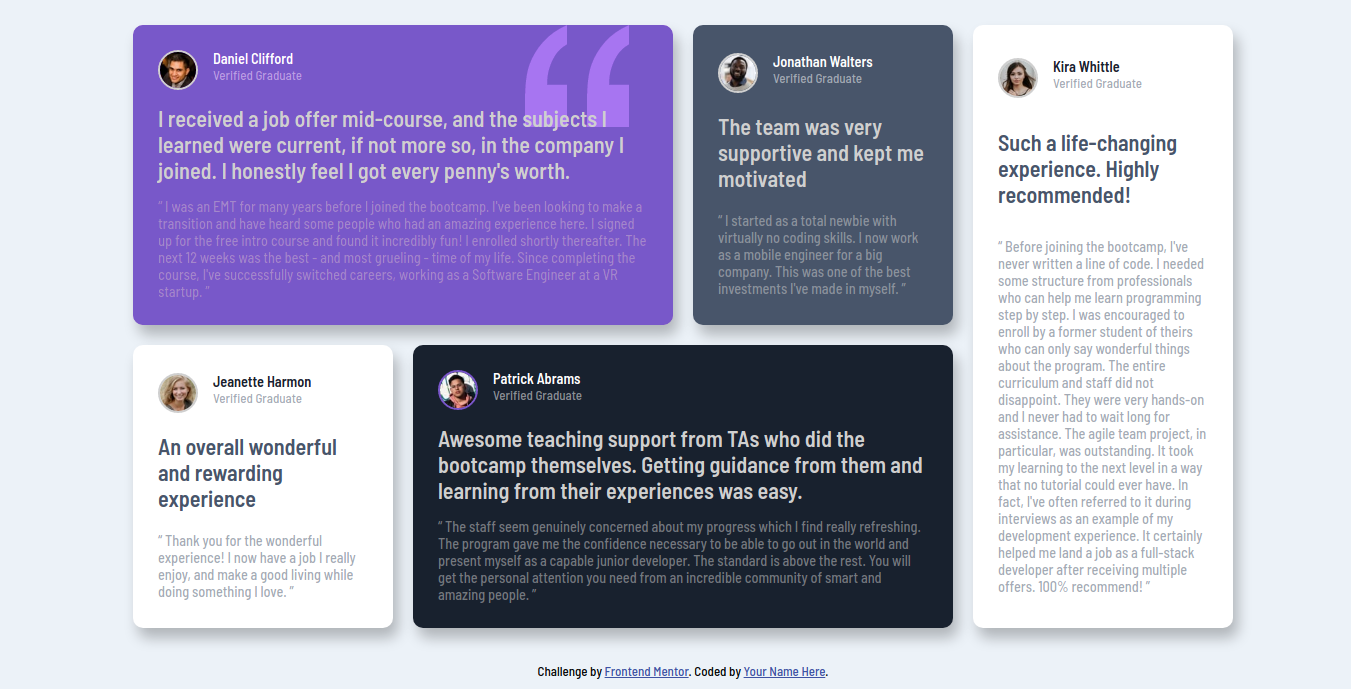 Daniel Clifford
Verified Graduate
I received a job offer mid-course, and the subjects I
learned were current, if not more so, in the company I
joined. I honestly feel I got every penny's worth.
“ I was an EMT for many years before I joined the bootcamp. I've been looking to make a
transition and have heard some people who had an amazing experience here. I signed
up for the free intro course and found it incredibly fun! I enrolled shortly thereafter. The
next 12 weeks was the best - and most grueling - time of my life. Since completing the
course, I've successfully switched careers, working as a Software Engineer at a VR
startup. ”
Jonathan Walters
Verified Graduate
The team was very
supportive and kept me
motivated
“ I started as a total newbie with
virtually no coding skills. I now work
as a mobile engineer for a big
company. This was one of the best
investments I've made in myself. ”
Kira Whittle
Verified Graduate
Such a life-changing
experience. Highly
recommended!
“ Before joining the bootcamp, I've
never written a line of code. I needed
some structure from professionals
who can help me learn programming
step by step. I was encouraged to
enroll by a former student of theirs
who can only say wonderful things
about the program. The entire
curriculum and staff did not
disappoint. They were very hands-on
and I never had to wait long for
assistance. The agile team project, in
particular, was outstanding. It took
my learning to the next level in a way
that no tutorial could ever have. In
fact, I've often referred to it during
interviews as an example of my
development experience. It certainly
helped me land a job as a full-stack
developer after receiving multiple
offers. 100% recommend! ”
Jeanette Harmon
Verified Graduate
An overall wonderful
and rewarding
experience
“ Thank you for the wonderful
experience! I now have a job I really
enjoy, and make a good living while
doing something I love. ”
Patrick Abrams
Verified Graduate
Awesome teaching support from TAs who did the
bootcamp themselves. Getting guidance from them and
learning from their experiences was easy.
“ The staff seem genuinely concerned about my progress which I find really refreshing.
The program gave me the confidence necessary to be able to go out in the world and
present myself as a capable junior developer. The standard is above the rest. You will
get the personal attention you need from an incredible community of smart and
amazing people. ”
Challenge by Frontend Mentor. Coded by Your Name Here.